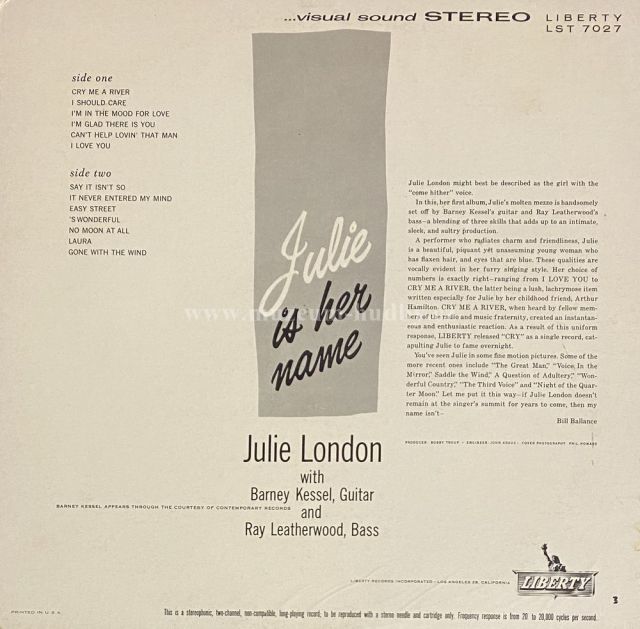 ...visual sound STEREO LIBERTY
LST 7027
side one
CRY ME A RIVER
I SHOULD CARE
I'M IN THE MOOD FOR LOVE
I'M GLAD THERE IS YOU
CAN'T HELP LOVIN' THAT MAN
I LOVE YOU
side two
SAY IT ISN'T SO
IT NEVER ENTERED MY MIND
EASY STREET
'S WONDERFUL
NO MOON AT ALL
LAURA
GONE WITH THE WIND
Julie
is her
name
Julie London might best be described as the girl with the
"come hither" voice.
In this, her first album, Julie's molten mezzo is handsomely
set off by Barney Kessel's guitar and Ray Leatherwood's
bass—a blending of three skills that adds up to an intimate,
sleek, and sultry production.
A performer who radiates charm and friendliness, Julie
is a beautiful, piquant yet unassuming young woman who
has flaxen hair, and eyes that are blue. These qualities are
vocally evident in her furry singing style. Her choice of
numbers is exactly right—ranging from I LOVE YOU to
CRY ME A RIVER, the latter being a lush, lachrymose item
written especially for Julie by her childhood friend, Arthur
Hamilton. CRY ME A RIVER, when heard by fellow mem-
bers of the radio and music fraternity, created an instantan-
eous and enthusiastic reaction. As a result of this uniform
response, LIBERTY released "CRY" as a single record, cat-
apulting Julie to fame overnight.
You've seen Julie in some fine motion pictures. Some of the
more recent ones include "The Great Man," "Voice In the
Mirror," Saddle the Wind," A Question of Adultery," "Won-
derful Country," "The Third Voice" and "Night of the Quar-
ter Moon." Let me put it this way—if Julie London doesn't
remain at the singer's summit for years to come, then my
name isn't—
Bill Ballance
PRODUCER: BOBBY TROUP • ENGINEER: JOHN KRAUS • COVER PHOTOGRAPHY: PHIL HOWARD
Julie London
with
Barney Kessel, Guitar
and
Ray Leatherwood, Bass
BARNEY KESSEL APPEARS THROUGH THE COURTESY OF CONTEMPORARY RECORDS
LIBERTY RECORDS INCORPORATED—LOS ANGELES 28, CALIFORNIA
LIBERTY
3
PRINTED IN U.S.A.
This is a stereophonic, two-channel, non-compatible, long-playing record; to be reproduced with a stereo needle and cartridge only. Frequency response is from 20 to 20,000 cycles per second.